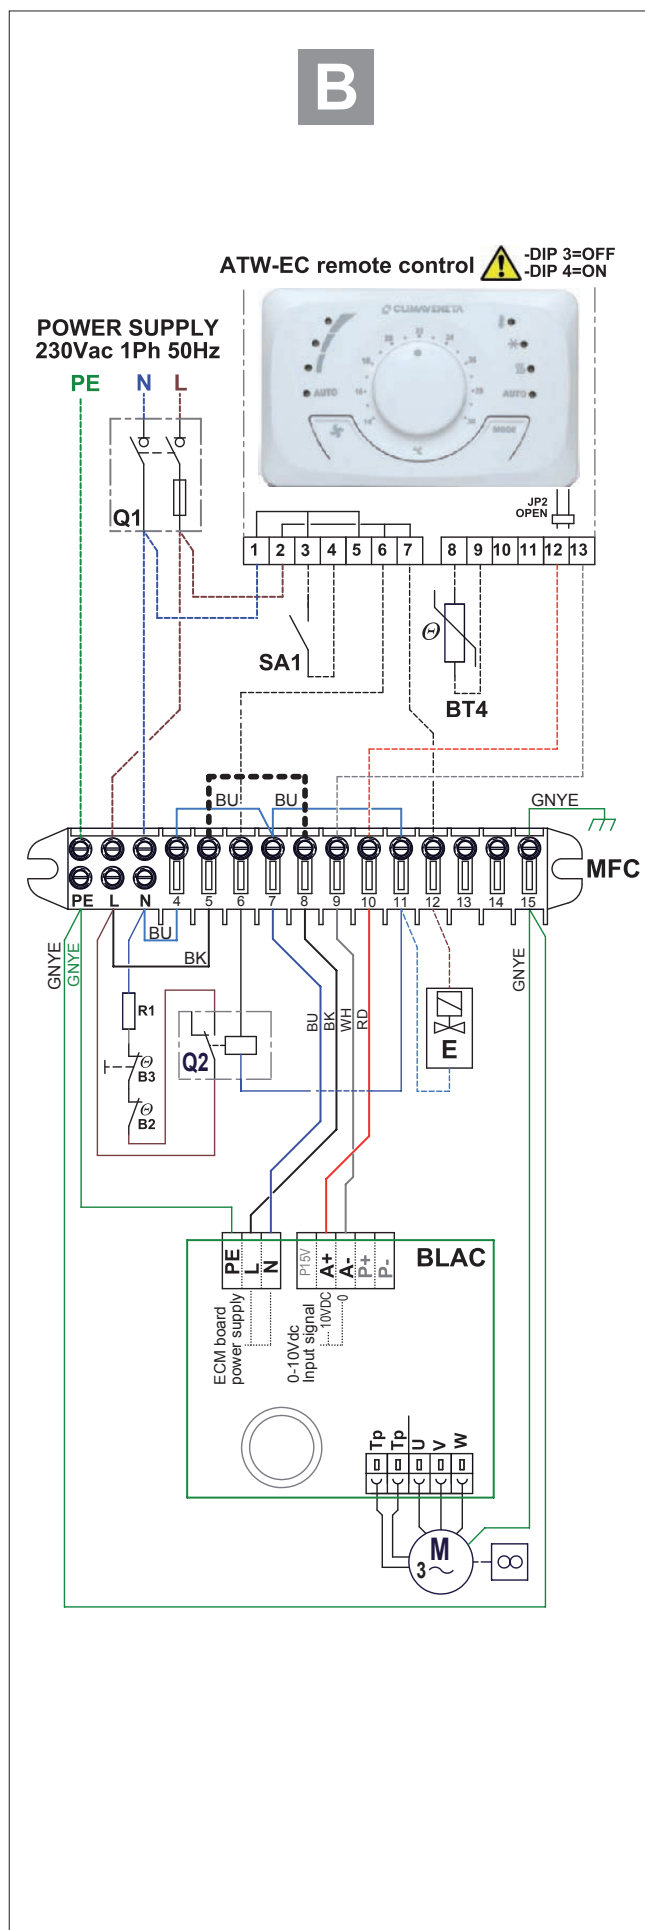 B
ATW-EC remote control
-DIP 3=OFF
-DIP 4=ON
POWER SUPPLY
230Vac 1Ph 50Hz
PE N L
CLIMAVENETA
AUTO
AUTO
MODE
°C
Q1
JP2
OPEN
1 2 3 4 5 6 7 8 9 10 11 12 13
SA1
Θ
BT4
BU BU GNYE
MFC
PE L N 4 5 6 7 8 9 10 11 12 13 14 15
BU
BK
GNYE
GNYE
BU
BK
WH
RD
GNYE
R1
Θ
B3
Θ
B2
Q2
E
PE L N
P15V A+ A- P+ P-
BLAC
ECM board
power supply
0-10Vdc
Input signal
10VDC
0
Tp Tp U V W
M
3